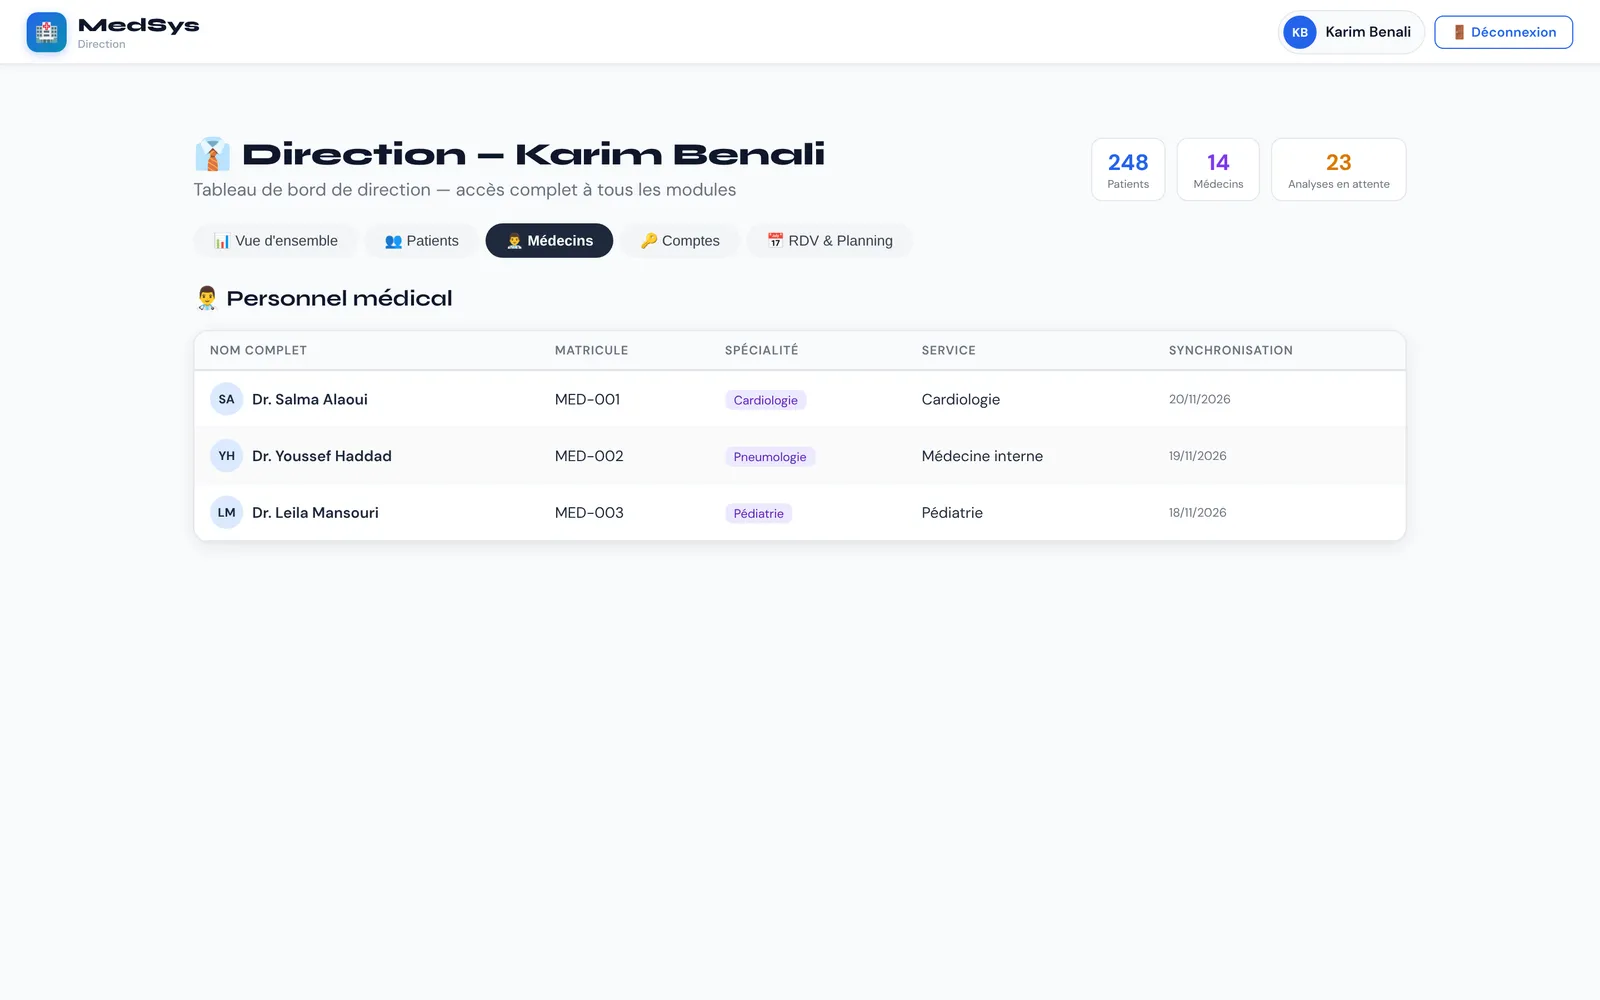 MedSys
Direction
KB Karim Benali
Déconnexion
Direction — Karim Benali
Tableau de bord de direction — accès complet à tous les modules
248
Patients
14
Médecins
23
Analyses en attente
Vue d'ensemble
Patients
Médecins
Comptes
RDV & Planning
Personnel médical
NOM COMPLET MATRICULE SPÉCIALITÉ SERVICE SYNCHRONISATION
SA Dr. Salma Alaoui MED-001 Cardiologie Cardiologie 20/11/2026
YH Dr. Youssef Haddad MED-002 Pneumologie Médecine interne 19/11/2026
LM Dr. Leila Mansouri MED-003 Pédiatrie Pédiatrie 18/11/2026